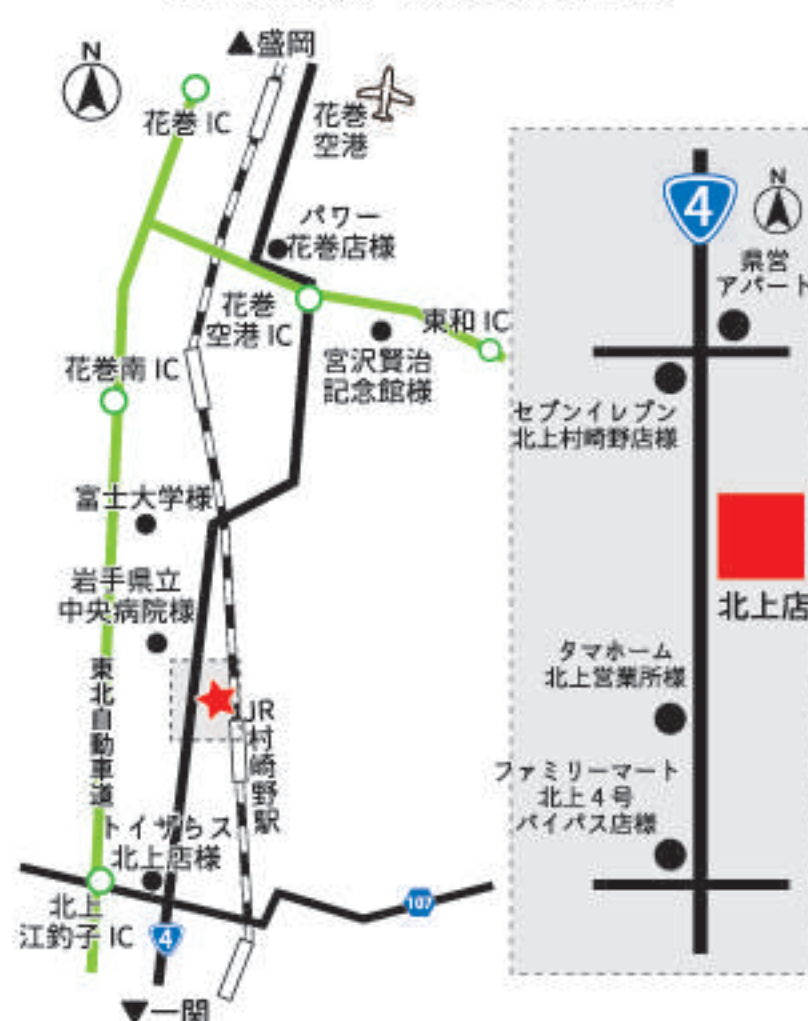 ▲盛岡
N
花巻 IC
花巻
空港
パワー
花巻店様
花巻
空港 IC
東和 IC
宮沢賢治
記念館様
花巻南 IC
富士大学様
岩手県立
中央病院様
東北自動車道
JR村崎野駅
トイザらス
北上店様
北上
江釣子 IC
4
107
▼一関
4
N
県営
アパート
セブンイレブン
北上村崎野店様
北上店
タマホーム
北上営業所様
ファミリーマート
北上4号
バイパス店様